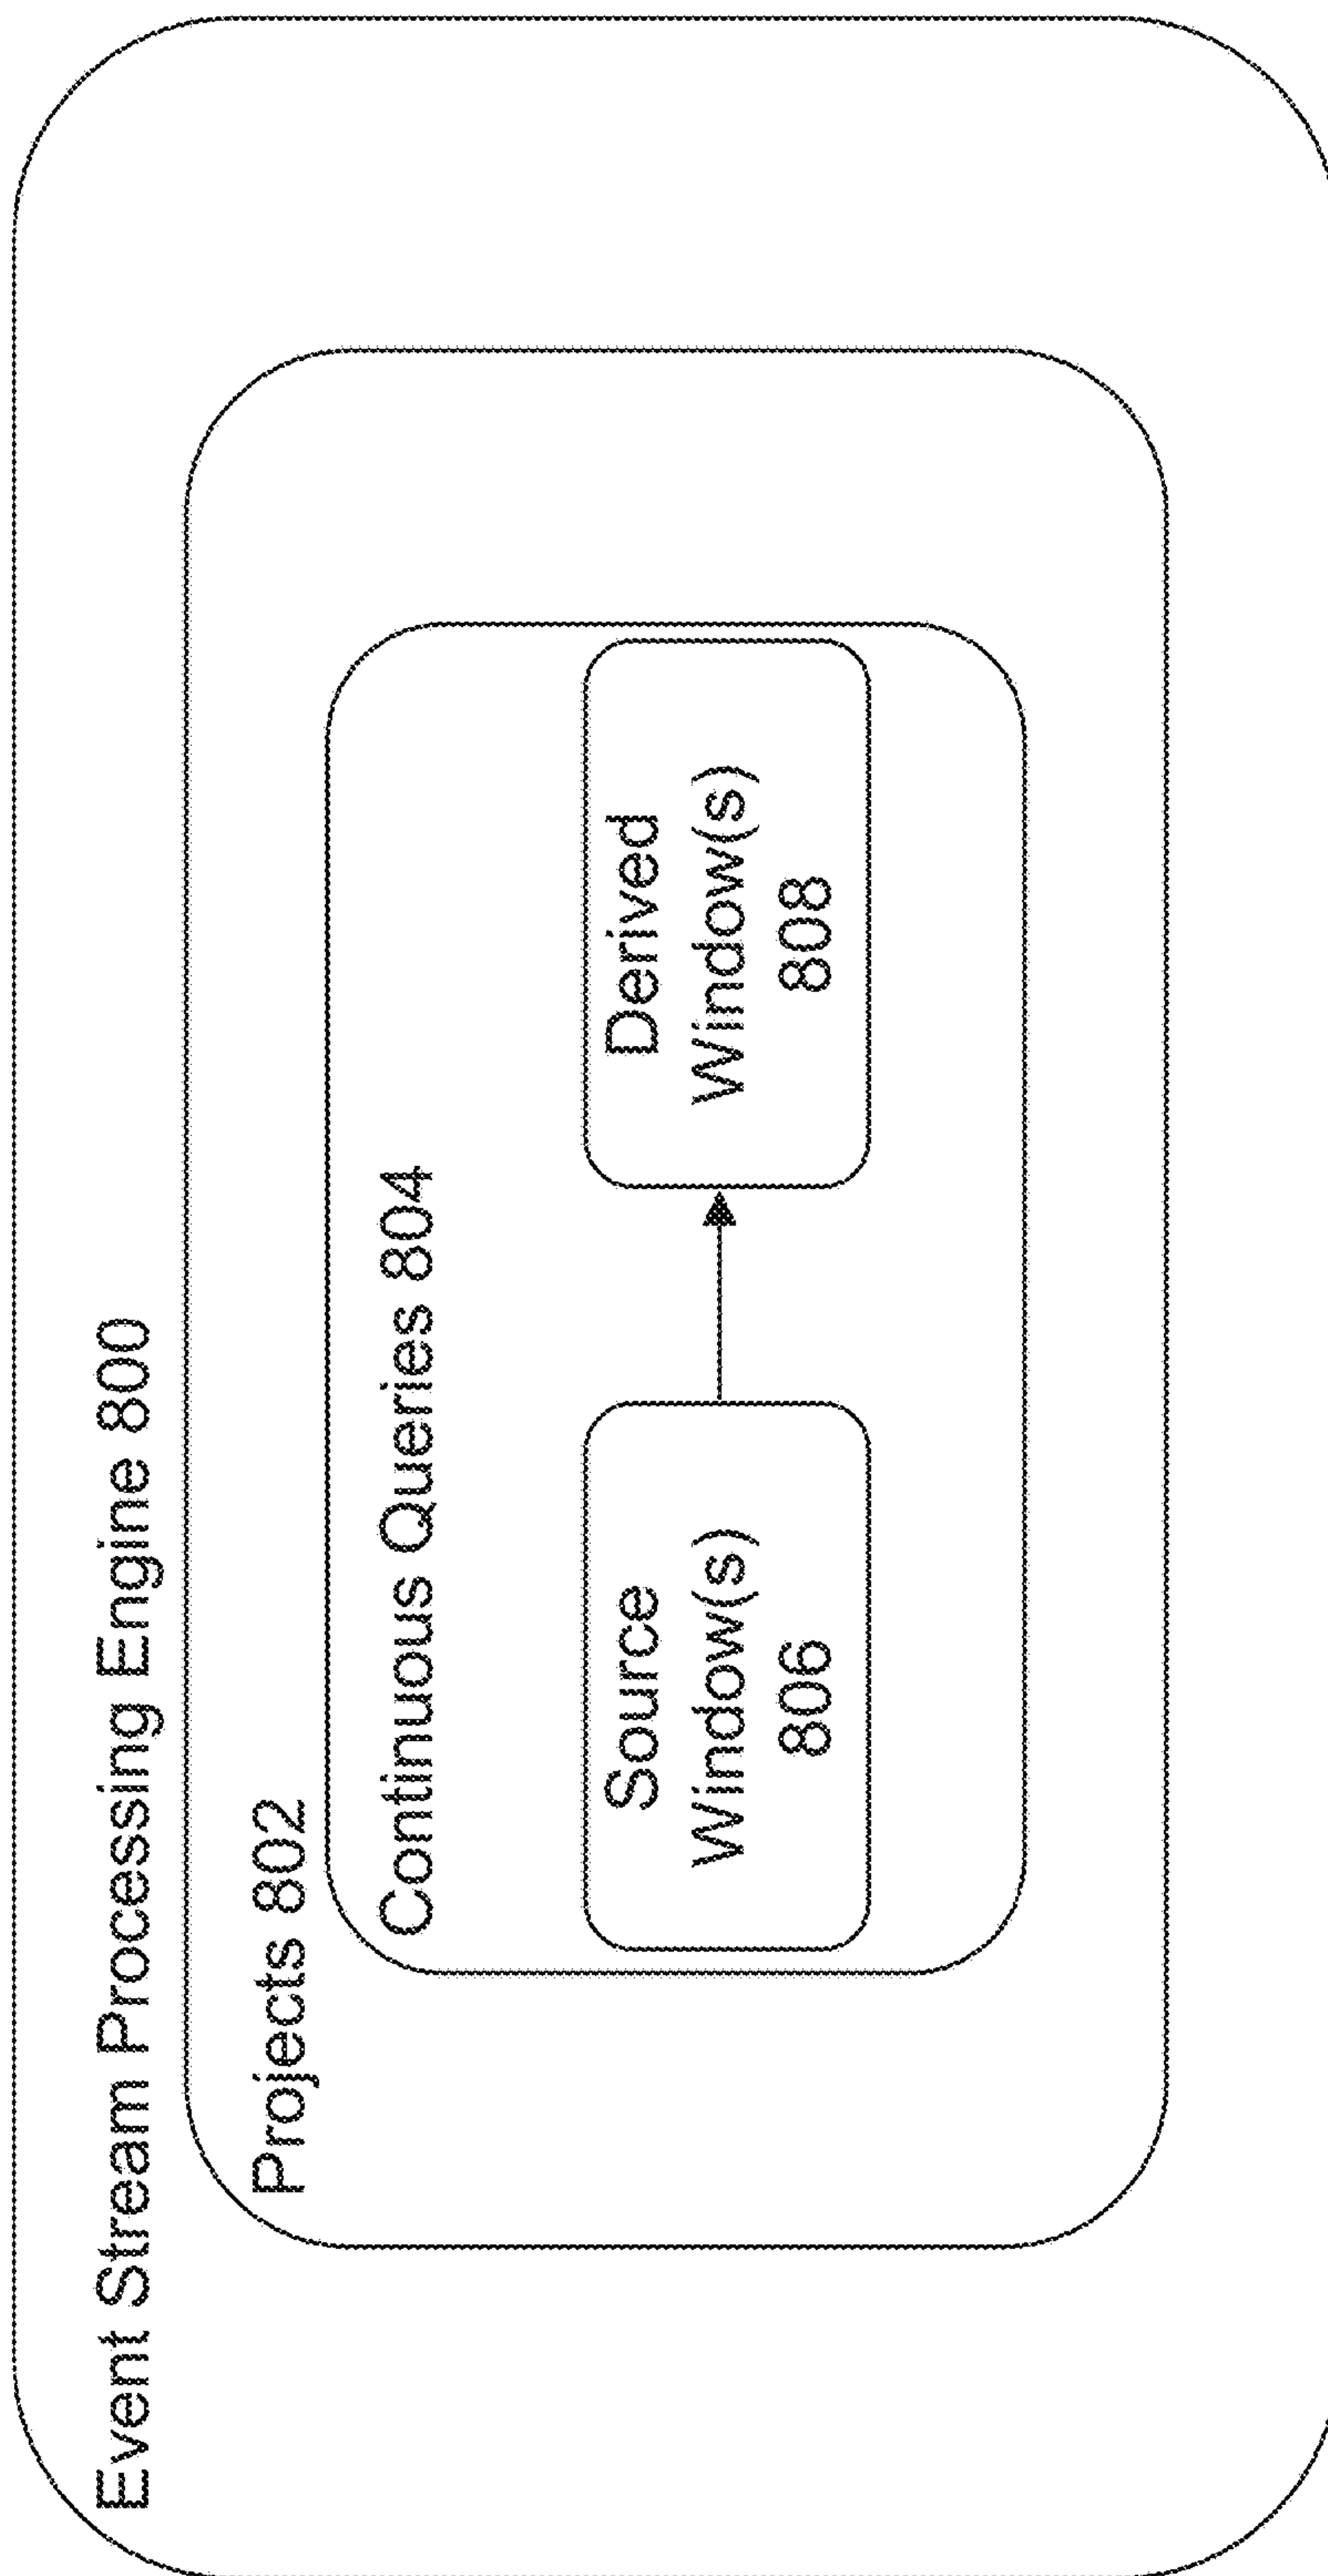 Event Stream Processing Engine 800
Projects 802
Continuous Queries 804
Source
Window(s)
806
Derived
Window(s)
808